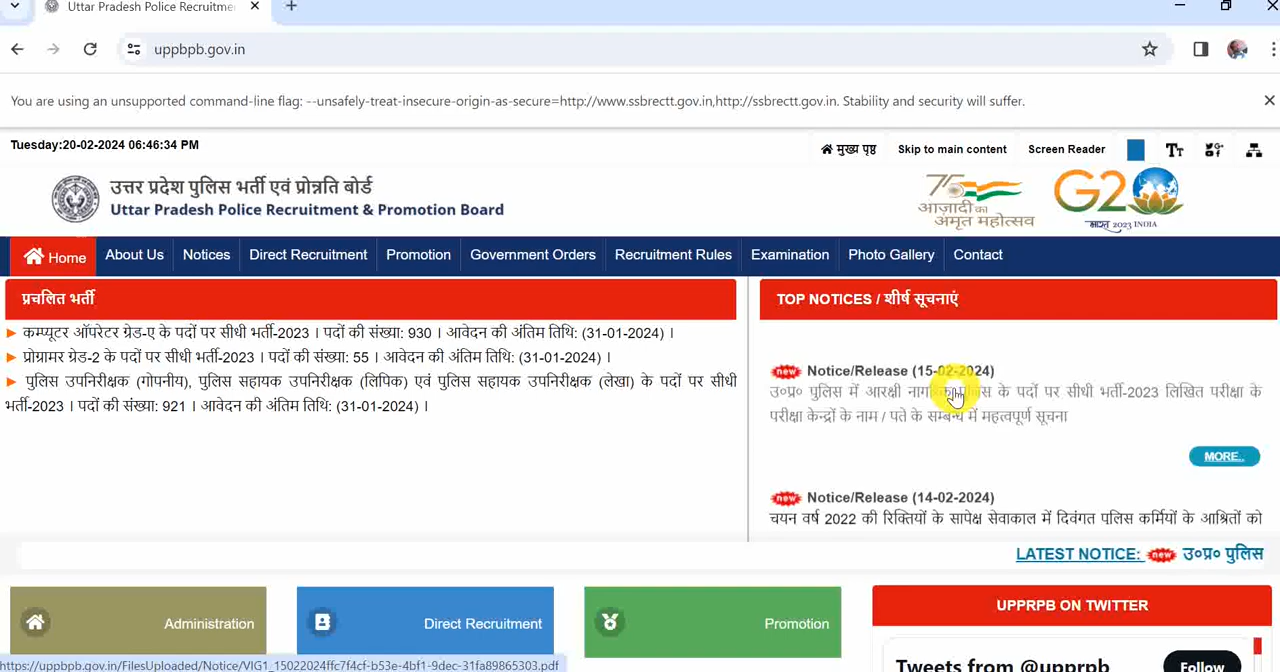 Uttar Pradesh Police Recruitme
uppbpb.gov.in
You are using an unsupported command-line flag: --unsafely-treat-insecure-origin-as-secure=http://www.ssbrectt.gov.in,http://ssbrectt.gov.in. Stability and security will suffer.
Tuesday:20-02-2024 06:46:34 PM
मुख्य पृष्ठ Skip to main content Screen Reader
उत्तर प्रदेश पुलिस भर्ती एवं प्रोन्नति बोर्ड
Uttar Pradesh Police Recruitment & Promotion Board
75
आज़ादी का
अमृत महोत्सव
G2
भारत 2023 INDIA
Home About Us Notices Direct Recruitment Promotion Government Orders Recruitment Rules Examination Photo Gallery Contact
प्रचलित भर्ती
कम्प्यूटर ऑपरेटर ग्रेड-ए के पदों पर सीधी भर्ती-2023 । पदों की संख्या: 930 । आवेदन की अंतिम तिथि: (31-01-2024) ।
प्रोग्रामर ग्रेड-2 के पदों पर सीधी भर्ती-2023 । पदों की संख्या: 55 । आवेदन की अंतिम तिथि: (31-01-2024) ।
पुलिस उपनिरीक्षक (गोपनीय), पुलिस सहायक उपनिरीक्षक (लिपिक) एवं पुलिस सहायक उपनिरीक्षक (लेखा) के पदों पर सीधी
भर्ती-2023 । पदों की संख्या: 921 । आवेदन की अंतिम तिथि: (31-01-2024) ।
TOP NOTICES / शीर्ष सूचनाएं
new Notice/Release (15-02-2024)
उ०प्र० पुलिस में आरक्षी नागरिक पुलिस के पदों पर सीधी भर्ती-2023 लिखित परीक्षा के
परीक्षा केन्द्रों के नाम / पते के सम्बन्ध में महत्वपूर्ण सूचना
MORE..
new Notice/Release (14-02-2024)
चयन वर्ष 2022 की रिक्तियों के सापेक्ष सेवाकाल में दिवंगत पुलिस कर्मियों के आश्रितों को
LATEST NOTICE: new उ०प्र० पुलिस
Administration
Direct Recruitment
Promotion
UPPRPB ON TWITTER
Tweets from @upprpb
Follow
https://uppbpb.gov.in/FilesUploaded/Notice/VIG1_15022024ffc7f4cf-b53e-4bf1-9dec-31fa89865303.pdf